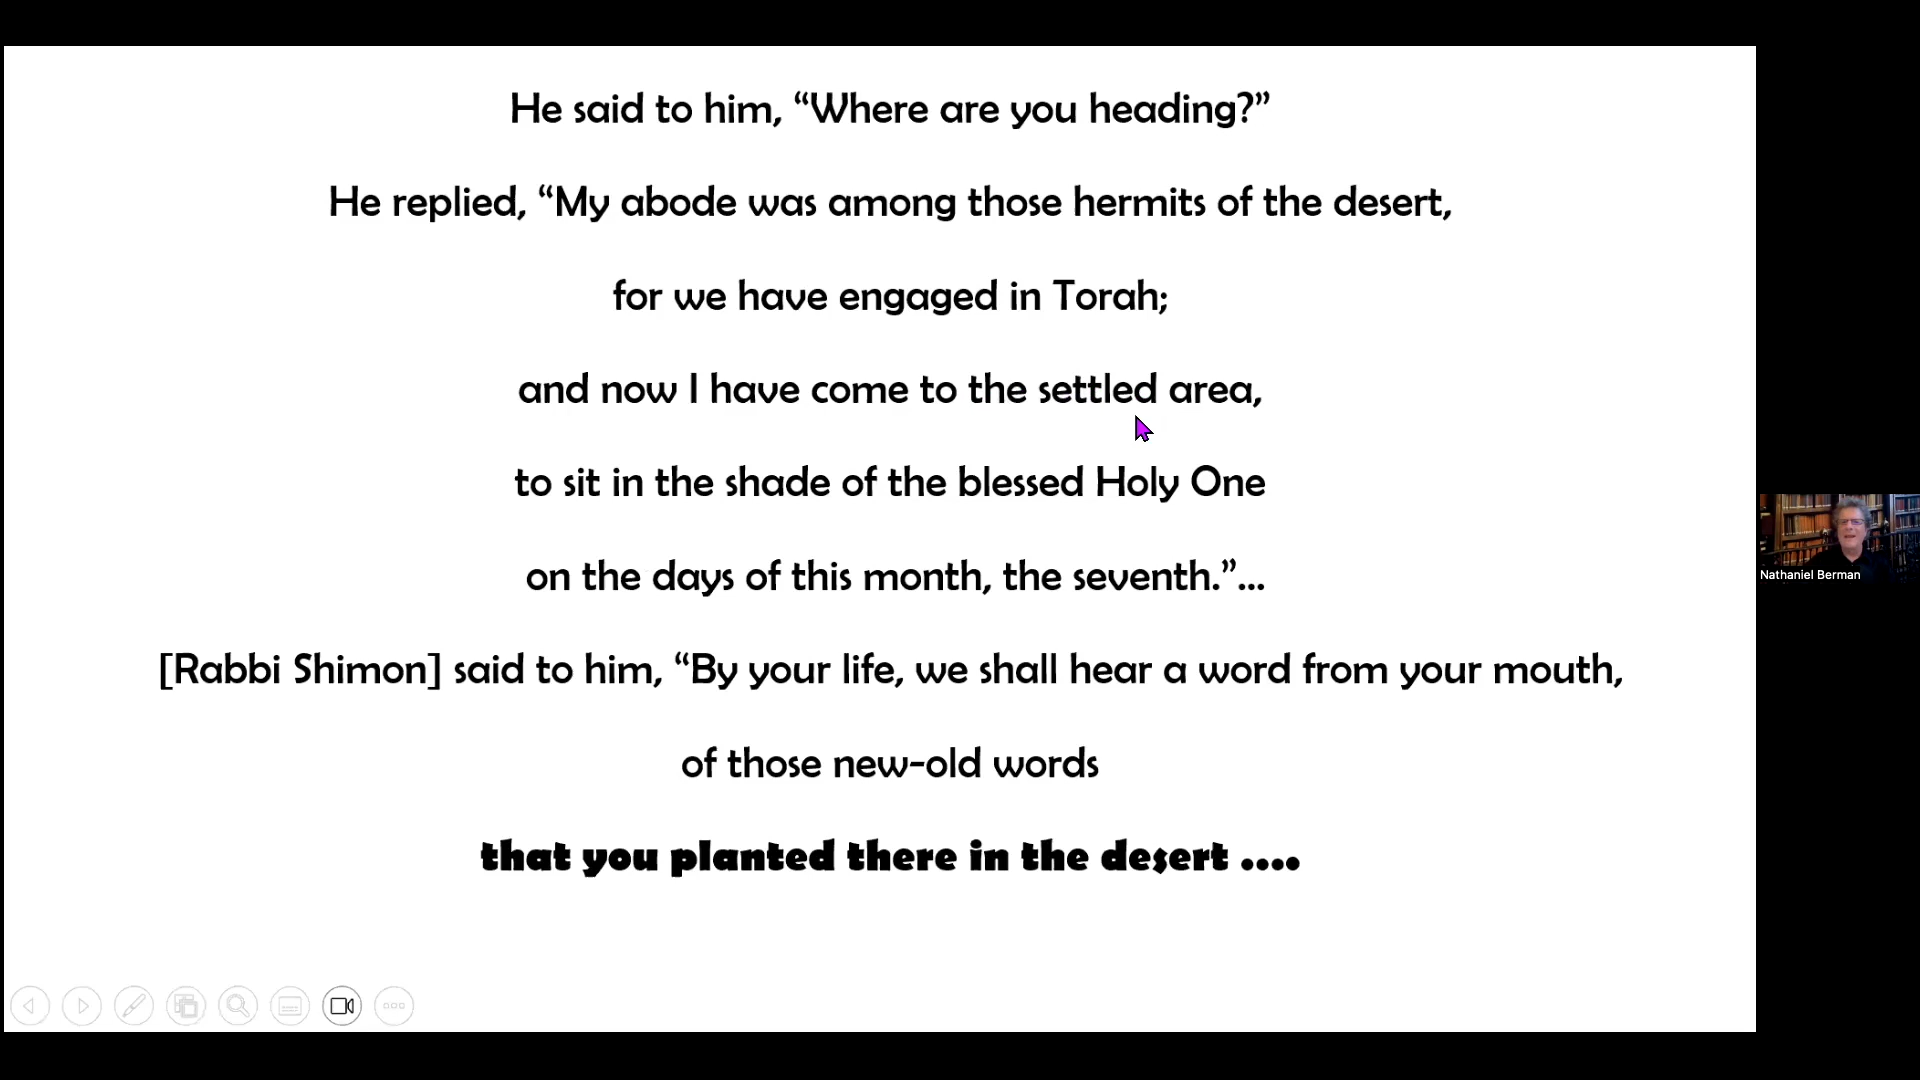 He said to him, “Where are you heading?”
He replied, “My abode was among those hermits of the desert,
for we have engaged in Torah;
and now I have come to the settled area,
to sit in the shade of the blessed Holy One
on the days of this month, the seventh.”...
[Rabbi Shimon] said to him, “By your life, we shall hear a word from your mouth,
of those new-old words
that you planted there in the desert ....
Nathaniel Berman